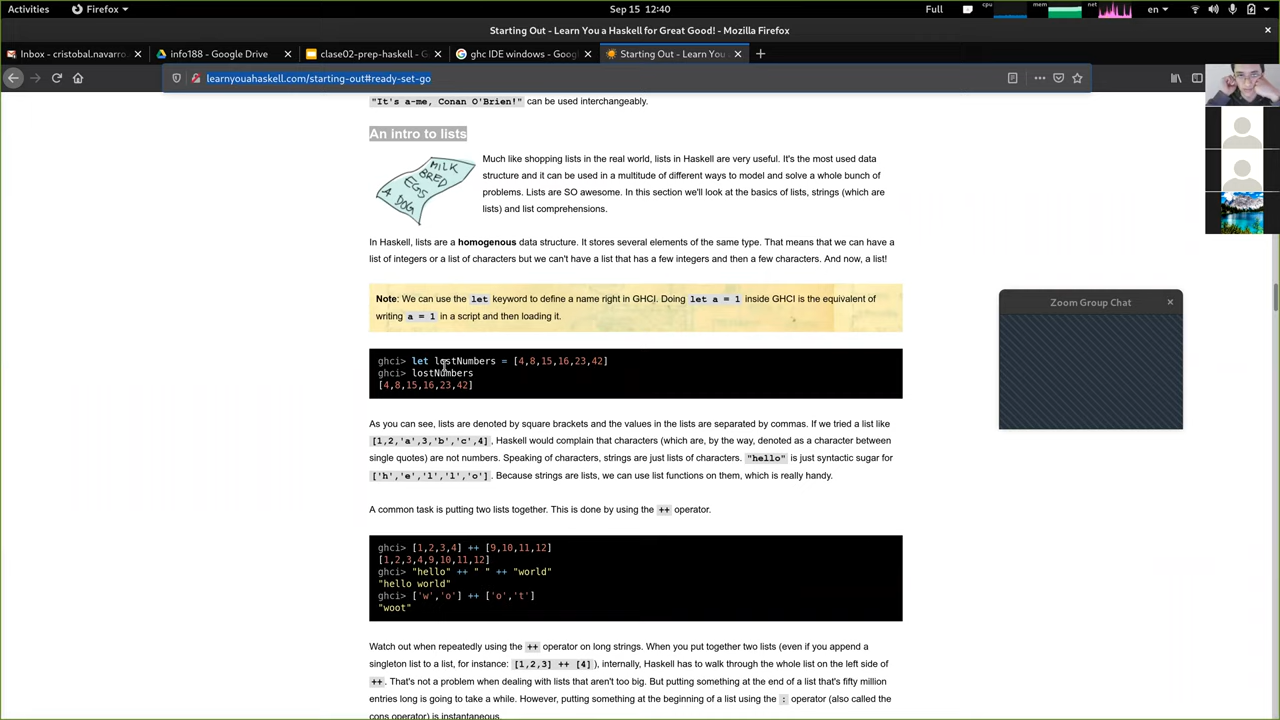 Activities
Firefox
Sep 15 12:40
Full
cpu
mem
net
en
Starting Out - Learn You a Haskell for Great Good! - Mozilla Firefox
Inbox - cristobal.navarro.
info188 - Google Drive
clase02-prep-haskell - G
ghc IDE windows - Goog
Starting Out - Learn You
learnyouahaskell.com/starting-out#ready-set-go
"It's a-me, Conan O'Brien!" can be used interchangeably.
An intro to lists
MILK
BRED
EGS
4 DOG
Much like shopping lists in the real world, lists in Haskell are very useful. It's the most used data
structure and it can be used in a multitude of different ways to model and solve a whole bunch of
problems. Lists are SO awesome. In this section we'll look at the basics of lists, strings (which are
lists) and list comprehensions.
In Haskell, lists are a homogenous data structure. It stores several elements of the same type. That means that we can have a
list of integers or a list of characters but we can't have a list that has a few integers and then a few characters. And now, a list!
Note: We can use the let keyword to define a name right in GHCI. Doing let a = 1 inside GHCI is the equivalent of
writing a = 1 in a script and then loading it.
ghci> let lostNumbers = [4,8,15,16,23,42]
ghci> lostNumbers
[4,8,15,16,23,42]
As you can see, lists are denoted by square brackets and the values in the lists are separated by commas. If we tried a list like
[1,2,'a',3,'b','c',4], Haskell would complain that characters (which are, by the way, denoted as a character between
single quotes) are not numbers. Speaking of characters, strings are just lists of characters. "hello" is just syntactic sugar for
['h','e','l','l','o']. Because strings are lists, we can use list functions on them, which is really handy.
A common task is putting two lists together. This is done by using the ++ operator.
ghci> [1,2,3,4] ++ [9,10,11,12]
[1,2,3,4,9,10,11,12]
ghci> "hello" ++ " " ++ "world"
"hello world"
ghci> ['w','o'] ++ ['o','t']
"woot"
Watch out when repeatedly using the ++ operator on long strings. When you put together two lists (even if you append a
singleton list to a list, for instance: [1,2,3] ++ [4]), internally, Haskell has to walk through the whole list on the left side of
++. That's not a problem when dealing with lists that aren't too big. But putting something at the end of a list that's fifty million
entries long is going to take a while. However, putting something at the beginning of a list using the : operator (also called the
cons operator) is instantaneous.
Zoom Group Chat